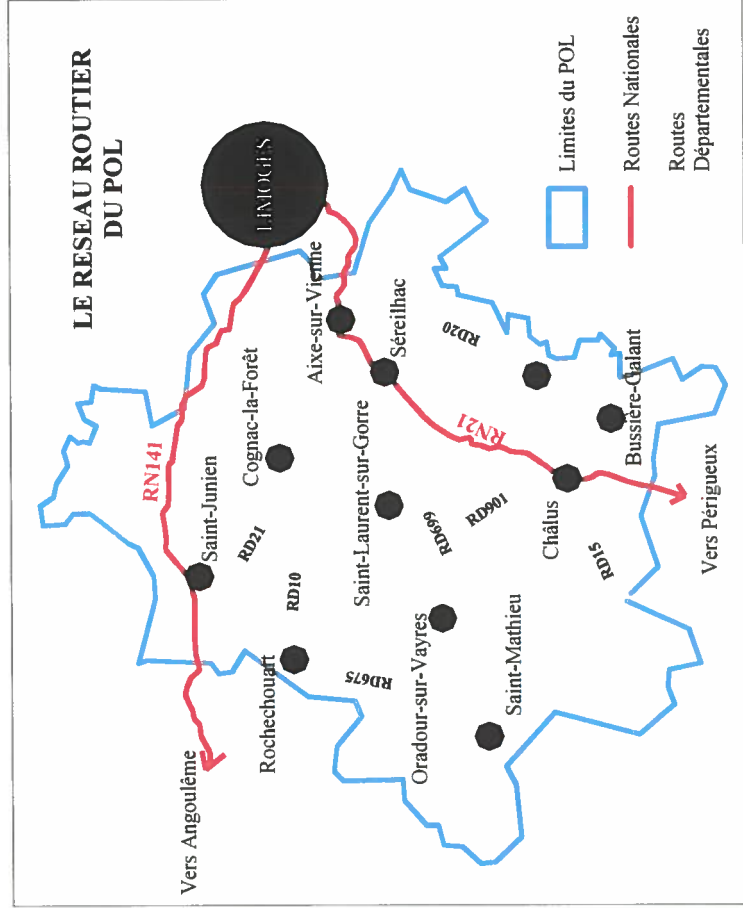 LE RESEAU ROUTIER
DU POL
LIMOGES
RN141
Saint-Junien
Cognac-la-Forêt
Aixe-sur-Vienne
Séreilhac
Saint-Laurent-sur-Gorre
RD21
RD10
RD20
RN21
RD699
RD901
Vers Angoulême
Rochechouart
RD675
Oradour-sur-Vayres
Saint-Mathieu
Châlus
RD15
Bussière-Galant
Vers Périgueux
Limites du POL
Routes Nationales
Routes
Départementales